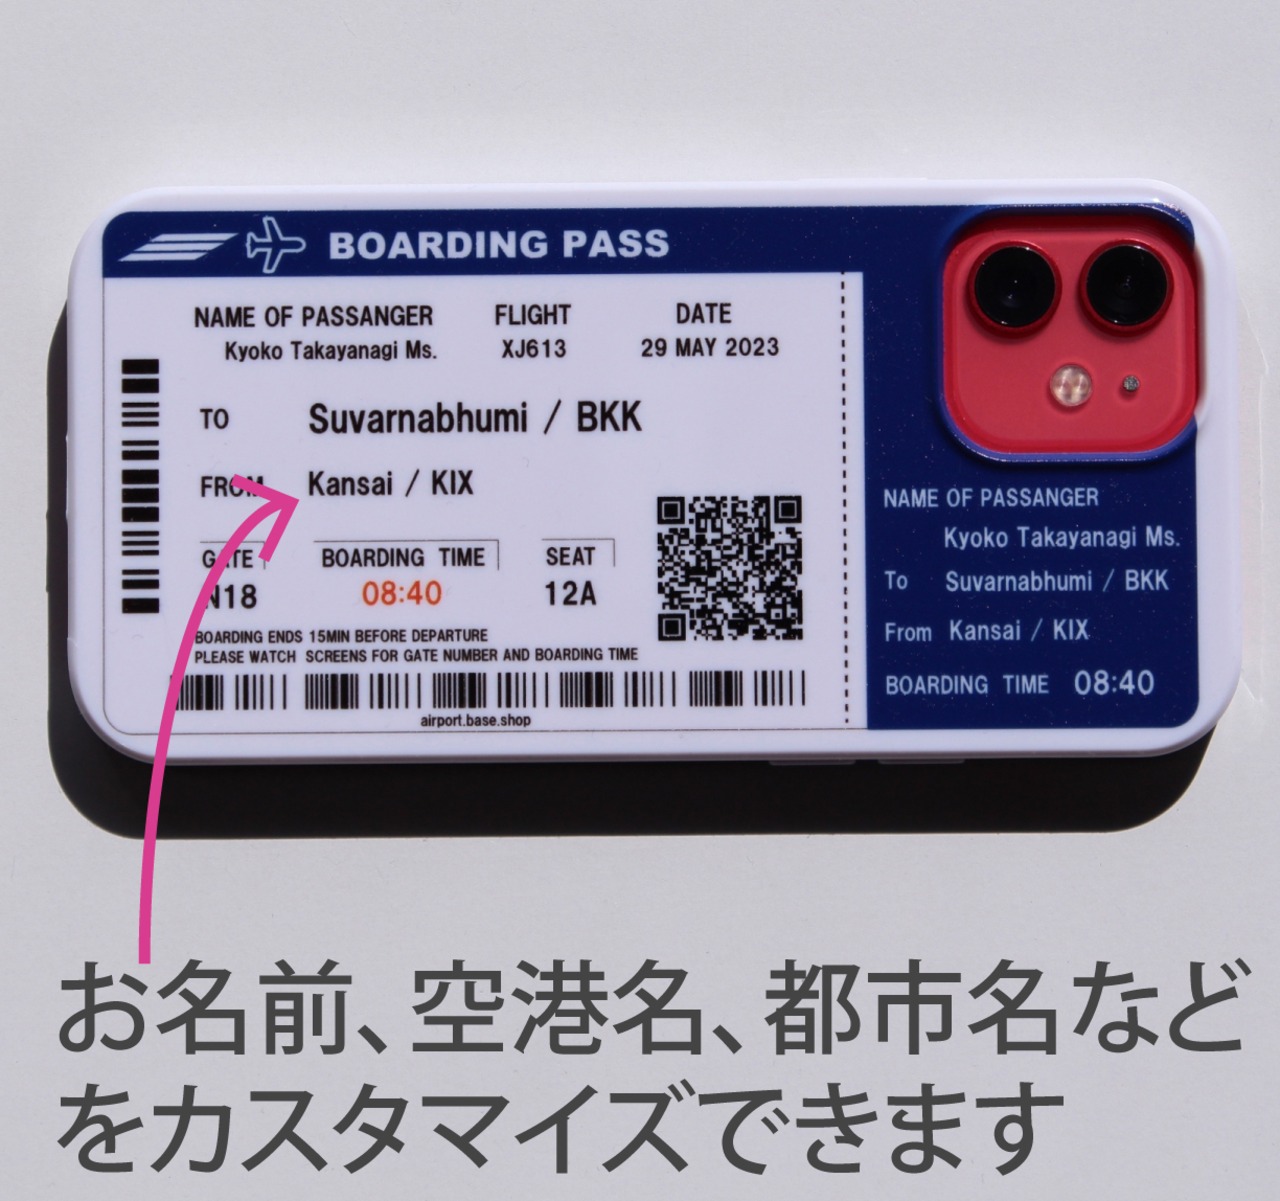 BOARDING PASS
NAME OF PASSANGER FLIGHT DATE
Kyoko Takayanagi Ms. XJ613 29 MAY 2023
TO Suvarnabhumi / BKK
FROM Kansai / KIX
GATE BOARDING TIME SEAT
N18 08:40 12A
BOARDING ENDS 15MIN BEFORE DEPARTURE
PLEASE WATCH SCREENS FOR GATE NUMBER AND BOARDING TIME
airport.base.shop
NAME OF PASSANGER
Kyoko Takayanagi Ms.
To Suvarnabhumi / BKK
From Kansai / KIX
BOARDING TIME 08:40
お名前、空港名、都市名など
をカスタマイズできます